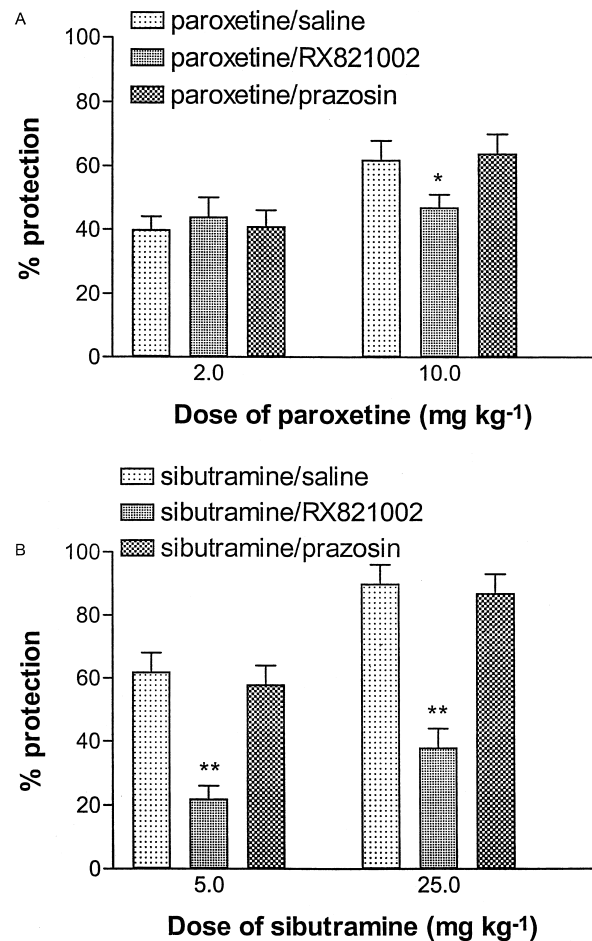 A
paroxetine/saline
paroxetine/RX821002
paroxetine/prazosin
100
80
60
40
20
0
% protection
*
2.0
10.0
Dose of paroxetine (mg kg-1)
sibutramine/saline
sibutramine/RX821002
sibutramine/prazosin
B
100
80
60
40
20
0
% protection
**
**
5.0
25.0
Dose of sibutramine (mg kg-1)